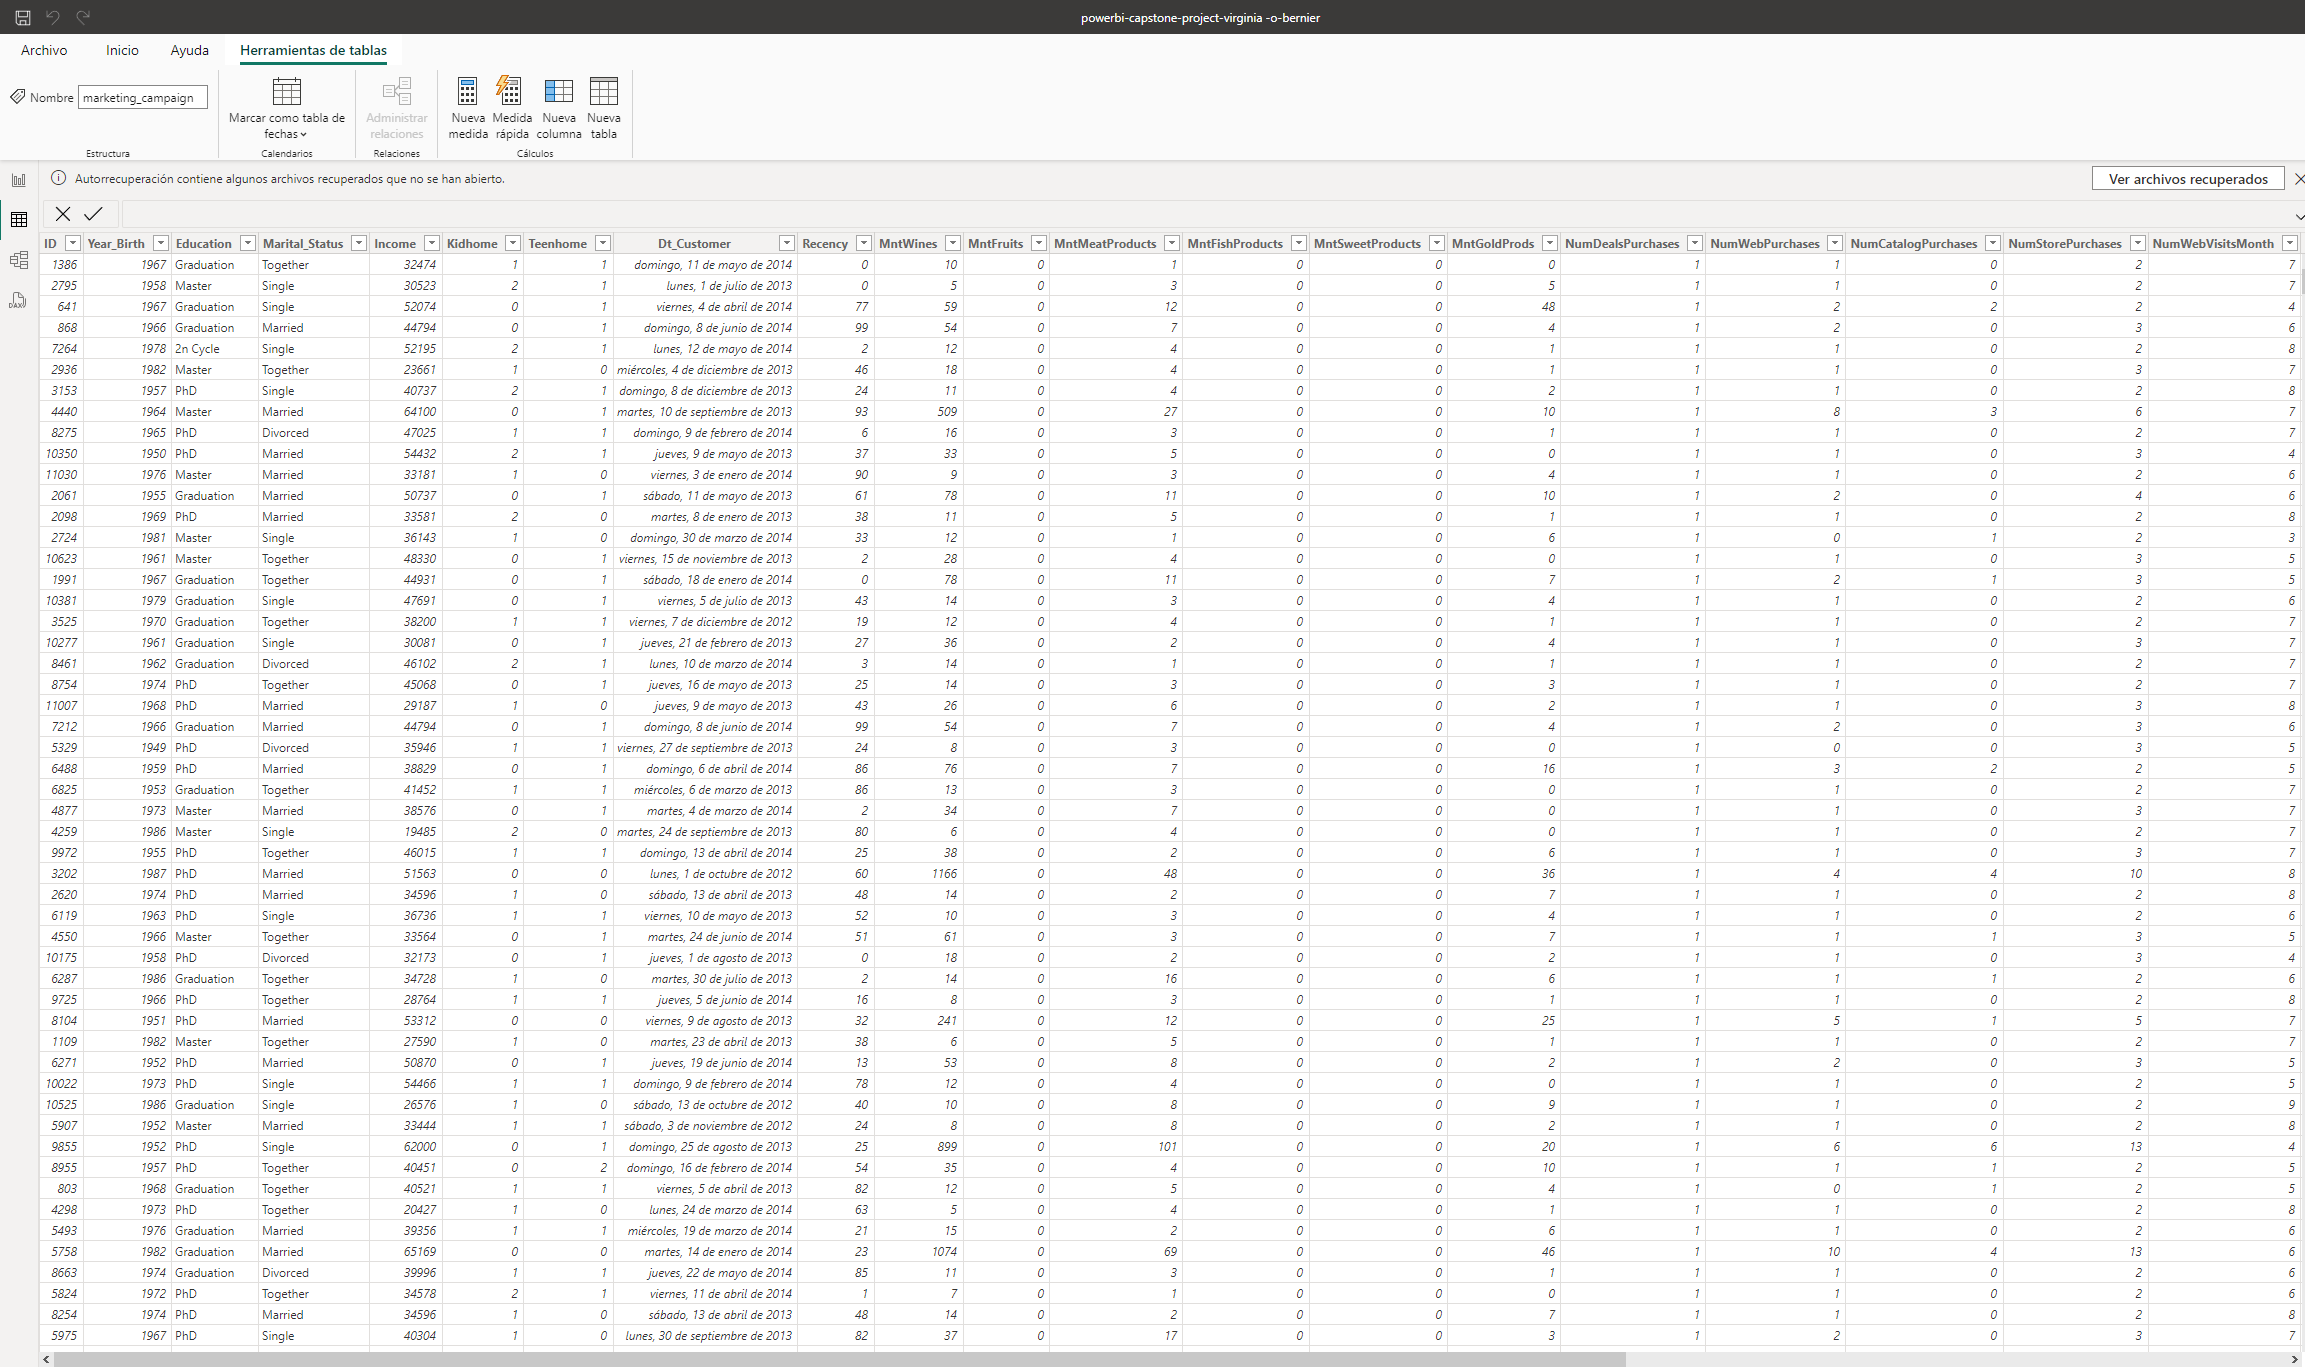 powerbi-capstone-project-virginia -o-bernier
Archivo Inicio Ayuda Herramientas de tablas
Nombre marketing_campaign
Marcar como tabla de fechas
Administrar relaciones
Nueva medida
Medida rápida
Nueva columna
Nueva tabla
Estructura Calendarios Relaciones Cálculos
Autorrecuperación contiene algunos archivos recuperados que no se han abierto. Ver archivos recuperados
ID Year_Birth Education Marital_Status Income Kidhome Teenhome Dt_Customer Recency MntWines MntFruits MntMeatProducts MntFishProducts MntSweetProducts MntGoldProds NumDealsPurchases NumWebPurchases NumCatalogPurchases NumStorePurchases NumWebVisitsMonth
1386 1967 Graduation Together 32474 1 1 domingo, 11 de mayo de 2014 0 10 0 1 0 0 0 1 1 0 2 7
2795 1958 Master Single 30523 2 1 lunes, 1 de julio de 2013 0 5 0 3 0 0 5 1 1 0 2 7
641 1967 Graduation Single 52074 0 1 viernes, 4 de abril de 2014 77 59 0 12 0 0 48 1 2 2 2 4
868 1966 Graduation Married 44794 0 1 domingo, 8 de junio de 2014 99 54 0 7 0 0 4 1 2 0 3 6
7264 1978 2n Cycle Single 52195 2 1 lunes, 12 de mayo de 2014 2 12 0 4 0 0 1 1 1 0 2 8
2936 1982 Master Together 23661 1 0 miércoles, 4 de diciembre de 2013 46 18 0 4 0 0 1 1 1 0 3 7
3153 1957 PhD Single 40737 2 1 domingo, 8 de diciembre de 2013 24 11 0 4 0 0 2 1 1 0 2 8
4440 1964 Master Married 64100 0 1 martes, 10 de septiembre de 2013 93 509 0 27 0 0 10 1 8 3 6 7
8275 1965 PhD Divorced 47025 1 1 domingo, 9 de febrero de 2014 6 16 0 3 0 0 1 1 1 0 2 7
10350 1950 PhD Married 54432 2 1 jueves, 9 de mayo de 2013 37 33 0 5 0 0 0 1 1 0 3 4
11030 1976 Master Married 33181 1 0 viernes, 3 de enero de 2014 90 9 0 3 0 0 4 1 1 0 2 6
2061 1955 Graduation Married 50737 0 1 sábado, 11 de mayo de 2013 61 78 0 11 0 0 10 1 2 0 4 6
2098 1969 PhD Married 33581 2 0 martes, 8 de enero de 2013 38 11 0 5 0 0 1 1 1 0 2 8
2724 1981 Master Single 36143 1 0 domingo, 30 de marzo de 2014 33 12 0 1 0 0 6 1 0 1 2 3
10623 1961 Master Together 48330 0 1 viernes, 15 de noviembre de 2013 2 28 0 4 0 0 0 1 1 0 3 5
1991 1967 Graduation Together 44931 0 1 sábado, 18 de enero de 2014 0 78 0 11 0 0 7 1 2 1 3 5
10381 1979 Graduation Single 47691 0 1 viernes, 5 de julio de 2013 43 14 0 3 0 0 4 1 1 0 2 6
3525 1970 Graduation Together 38200 1 1 viernes, 7 de diciembre de 2012 19 12 0 4 0 0 1 1 1 0 2 7
10277 1961 Graduation Single 30081 0 1 jueves, 21 de febrero de 2013 27 36 0 2 0 0 4 1 1 0 3 7
8461 1962 Graduation Divorced 46102 2 1 lunes, 10 de marzo de 2014 3 14 0 1 0 0 1 1 1 0 2 7
8754 1974 PhD Together 45068 0 1 jueves, 16 de mayo de 2013 25 14 0 3 0 0 3 1 1 0 2 7
11007 1968 PhD Married 29187 1 0 jueves, 9 de mayo de 2013 43 26 0 6 0 0 2 1 1 0 3 8
7212 1966 Graduation Married 44794 0 1 domingo, 8 de junio de 2014 99 54 0 7 0 0 4 1 2 0 3 6
5329 1949 PhD Divorced 35946 1 1 viernes, 27 de septiembre de 2013 24 8 0 3 0 0 0 1 0 0 3 5
6488 1959 PhD Married 38829 0 1 domingo, 6 de abril de 2014 86 76 0 7 0 0 16 1 3 2 2 5
6825 1953 Graduation Together 41452 1 1 miércoles, 6 de marzo de 2013 86 13 0 3 0 0 0 1 1 0 2 7
4877 1973 Master Married 38576 0 1 martes, 4 de marzo de 2014 2 34 0 7 0 0 0 1 1 0 3 7
4259 1986 Master Single 19485 2 0 martes, 24 de septiembre de 2013 80 6 0 4 0 0 0 1 1 0 2 7
9972 1955 PhD Together 46015 1 1 domingo, 13 de abril de 2014 25 38 0 2 0 0 6 1 1 0 3 7
3202 1987 PhD Married 51563 0 0 lunes, 1 de octubre de 2012 60 1166 0 48 0 0 36 1 4 4 10 8
2620 1974 PhD Married 34596 1 0 sábado, 13 de abril de 2013 48 14 0 2 0 0 7 1 1 0 2 8
6119 1963 PhD Single 36736 1 1 viernes, 10 de mayo de 2013 52 10 0 3 0 0 4 1 1 0 2 6
4550 1966 Master Together 33564 0 1 martes, 24 de junio de 2014 51 61 0 3 0 0 7 1 1 1 3 5
10175 1958 PhD Divorced 32173 0 1 jueves, 1 de agosto de 2013 0 18 0 2 0 0 2 1 1 0 3 4
6287 1986 Graduation Together 34728 1 0 martes, 30 de julio de 2013 2 14 0 16 0 0 6 1 1 1 2 6
9725 1966 PhD Together 28764 1 1 jueves, 5 de junio de 2014 16 8 0 3 0 0 1 1 1 0 2 8
8104 1951 PhD Married 53312 0 0 viernes, 9 de agosto de 2013 32 241 0 12 0 0 25 1 5 1 5 7
1109 1982 Master Together 27590 1 0 martes, 23 de abril de 2013 38 6 0 5 0 0 1 1 1 0 2 7
6271 1952 PhD Married 50870 0 1 jueves, 19 de junio de 2014 13 53 0 8 0 0 2 1 2 0 3 5
10022 1973 PhD Single 54466 1 1 domingo, 9 de febrero de 2014 78 12 0 4 0 0 0 1 1 0 2 5
10525 1986 Graduation Single 26576 1 0 sábado, 13 de octubre de 2012 40 10 0 8 0 0 9 1 1 0 2 9
5907 1952 Master Married 33444 1 1 sábado, 3 de noviembre de 2012 24 8 0 8 0 0 2 1 1 0 2 8
9855 1952 PhD Single 62000 0 1 domingo, 25 de agosto de 2013 25 899 0 101 0 0 20 1 6 6 13 4
8955 1957 PhD Together 40451 0 2 domingo, 16 de febrero de 2014 54 35 0 4 0 0 10 1 1 1 2 5
803 1968 Graduation Together 40521 1 1 viernes, 5 de abril de 2013 82 12 0 5 0 0 4 1 0 1 2 5
4298 1973 PhD Together 20427 1 0 lunes, 24 de marzo de 2014 63 5 0 4 0 0 1 1 1 0 2 8
5493 1976 Graduation Married 39356 1 1 miércoles, 19 de marzo de 2014 21 15 0 2 0 0 6 1 1 0 2 6
5758 1982 Graduation Married 65169 0 0 martes, 14 de enero de 2014 23 1074 0 69 0 0 46 1 10 4 13 6
8663 1974 Graduation Divorced 39996 1 1 jueves, 22 de mayo de 2014 85 11 0 3 0 0 1 1 1 0 2 6
5824 1972 PhD Together 34578 2 1 viernes, 11 de abril de 2014 1 7 0 1 0 0 0 1 1 0 2 6
8254 1974 PhD Married 34596 1 0 sábado, 13 de abril de 2013 48 14 0 2 0 0 7 1 1 0 2 8
5975 1967 PhD Single 40304 1 0 lunes, 30 de septiembre de 2013 82 37 0 17 0 0 3 1 2 0 3 7